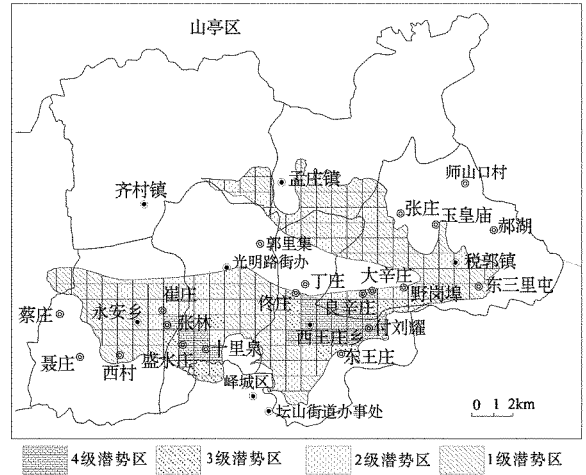 山亭区
孟庄镇
师山口村
齐村镇
张庄
玉皇庙
郝湖
郭里集
税郭镇
光明路街办
丁庄
大辛庄
东三里屯
佟庄
野岗埠
崔庄
良辛庄
蔡庄
永安乡
张林
西王庄乡
付刘耀
聂庄
西村
盛水庄
十里泉
东王庄
峄城区
坛山街道办事处
0 1 2km
4级潜势区 3级潜势区 2级潜势区 1级潜势区